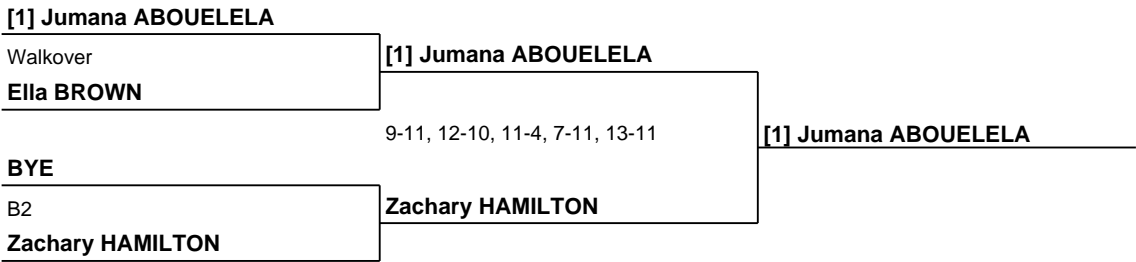 [1] Jumana ABOUELELA
Walkover
Ella BROWN
[1] Jumana ABOUELELA
9-11, 12-10, 11-4, 7-11, 13-11
[1] Jumana ABOUELELA
BYE
B2
Zachary HAMILTON
Zachary HAMILTON